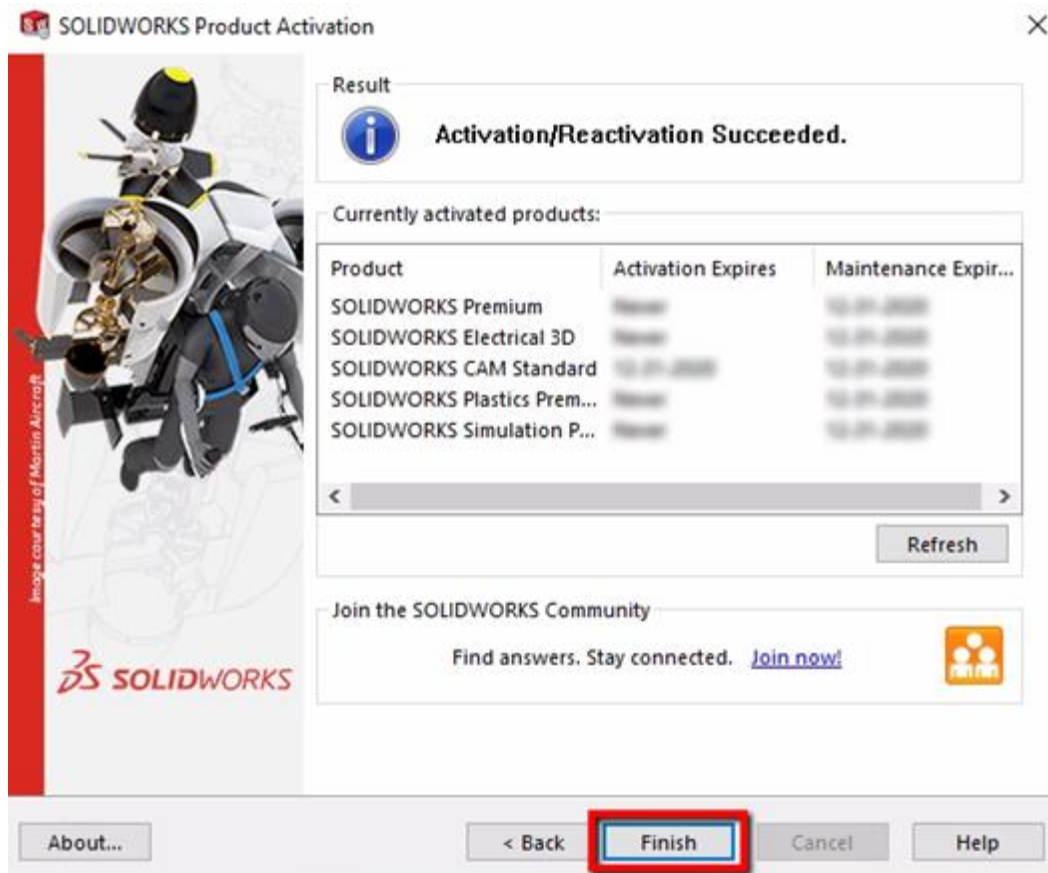 SOLIDWORKS Product Activation
Result
Activation/Reactivation Succeeded.
Currently activated products:
Product Activation Expires Maintenance Expir...
SOLIDWORKS Premium
SOLIDWORKS Electrical 3D
SOLIDWORKS CAM Standard
SOLIDWORKS Plastics Prem...
SOLIDWORKS Simulation P...
Refresh
Join the SOLIDWORKS Community
Find answers. Stay connected. Join now!
Image courtesy of Martin Aircraft
SOLIDWORKS
About... < Back Finish Cancel Help